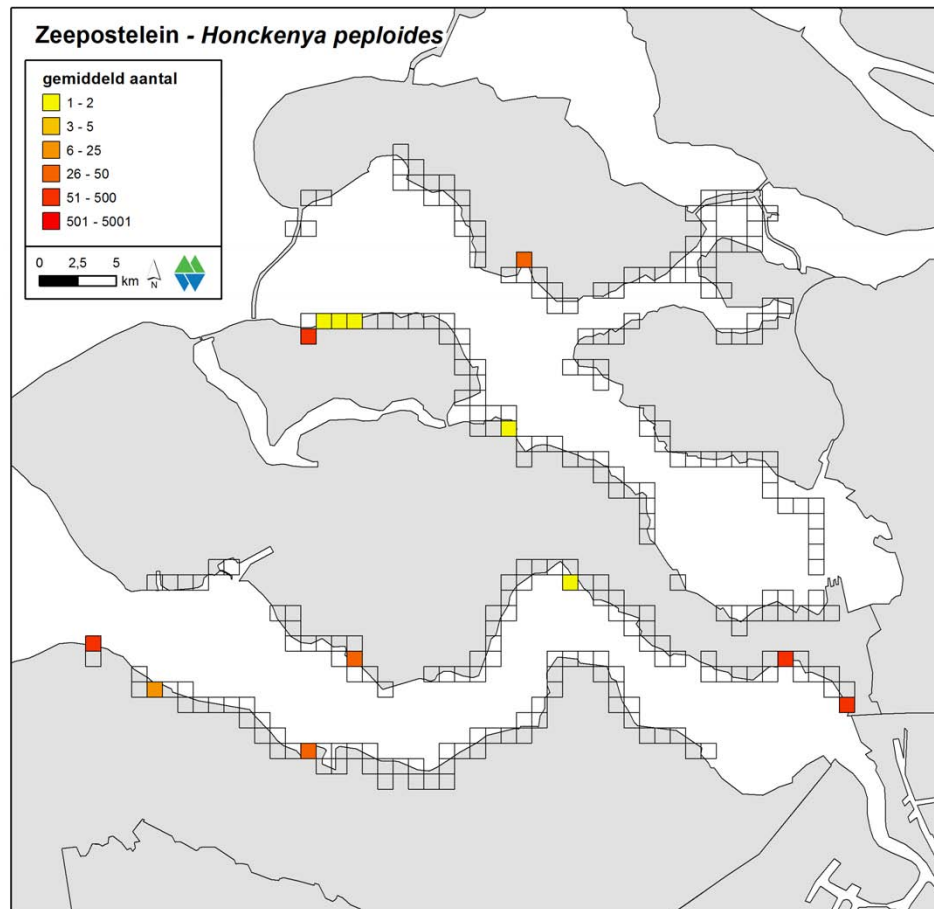 Zeepostelein - Honckenya peploides
gemiddeld aantal
1 - 2
3 - 5
6 - 25
26 - 50
51 - 500
501 - 5001
0 2,5 5
km
N